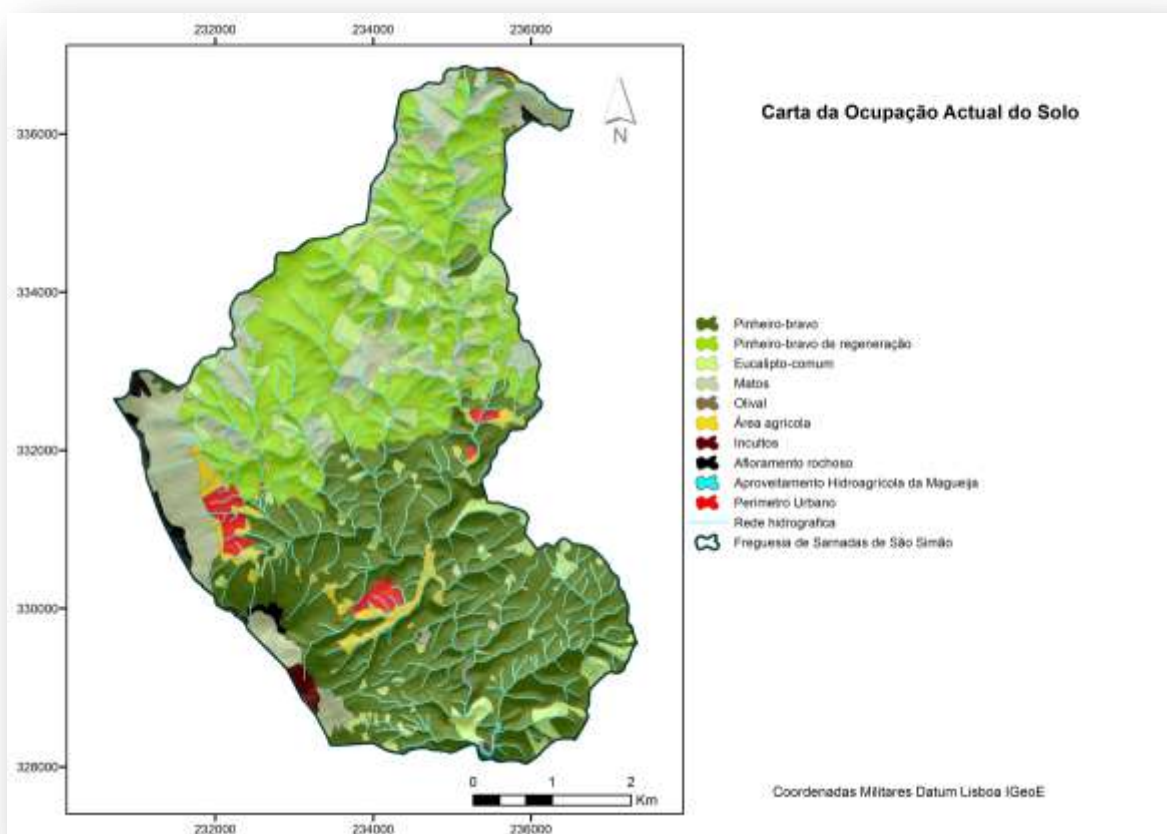 232000
234000
236000
336000
334000
332000
330000
328000
N
Carta da Ocupação Actual do Solo
Pinheiro-bravo
Pinheiro-bravo de regeneração
Eucalipto-comum
Matos
Olival
Área agrícola
Incultos
Afloramento rochoso
Aproveitamento Hidroagrícola da Magueija
Perímetro Urbano
Rede hidrográfica
Freguesia de Sarnadas de São Simão
0 1 2
Km
Coordenadas Militares Datum Lisboa IGeoE
232000
234000
236000